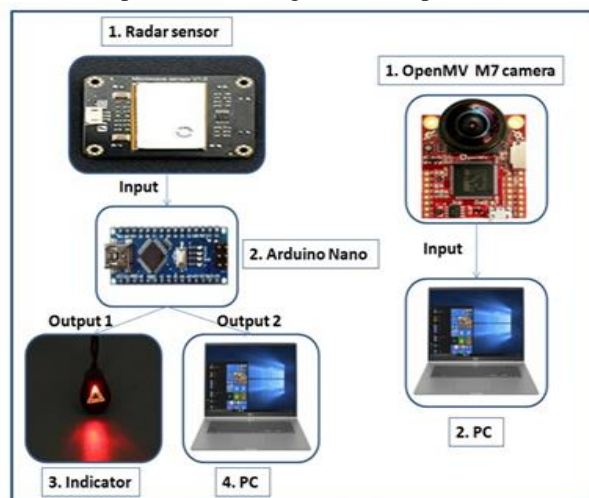 1. Radar sensor
1. OpenMV M7 camera
Input
2. Arduino Nano
Output 1
Output 2
3. Indicator
4. PC
Input
2. PC